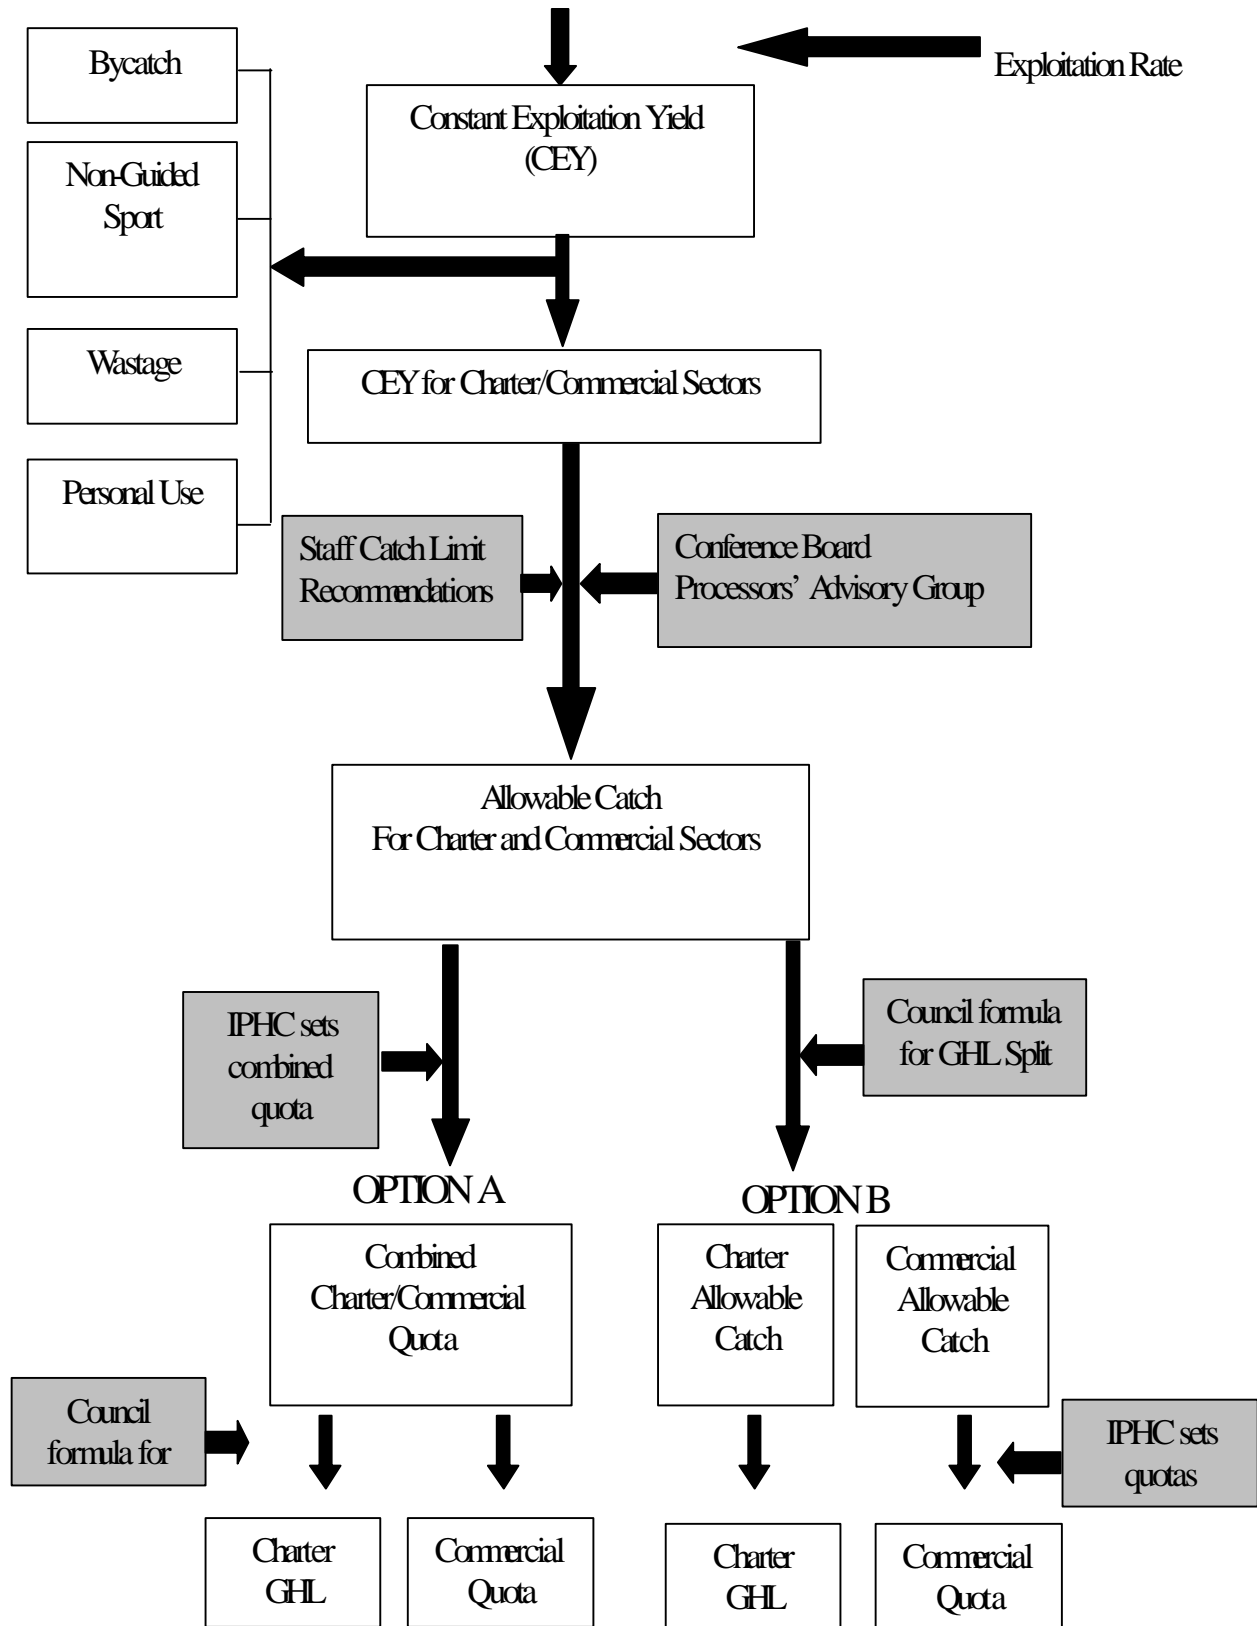 Exploitation Rate
Bycatch
Constant Exploitation Yield
(CEY)
Non-Guided
Sport
Wastage
CEY for Charter/Commercial Sectors
Personal Use
Staff Catch Limit
Recommendations
Conference Board
Processors' Advisory Group
Allowable Catch
For Charter and Commercial Sectors
IPHC sets
combined
quota
Council formula
for GHL Split
OPTION A
OPTION B
Combined
Charter/Commercial
Quota
Charter
Allowable
Catch
Commercial
Allowable
Catch
Council
formula for
IPHC sets
quotas
Charter
GHL
Commercial
Quota
Charter
GHL
Commercial
Quota